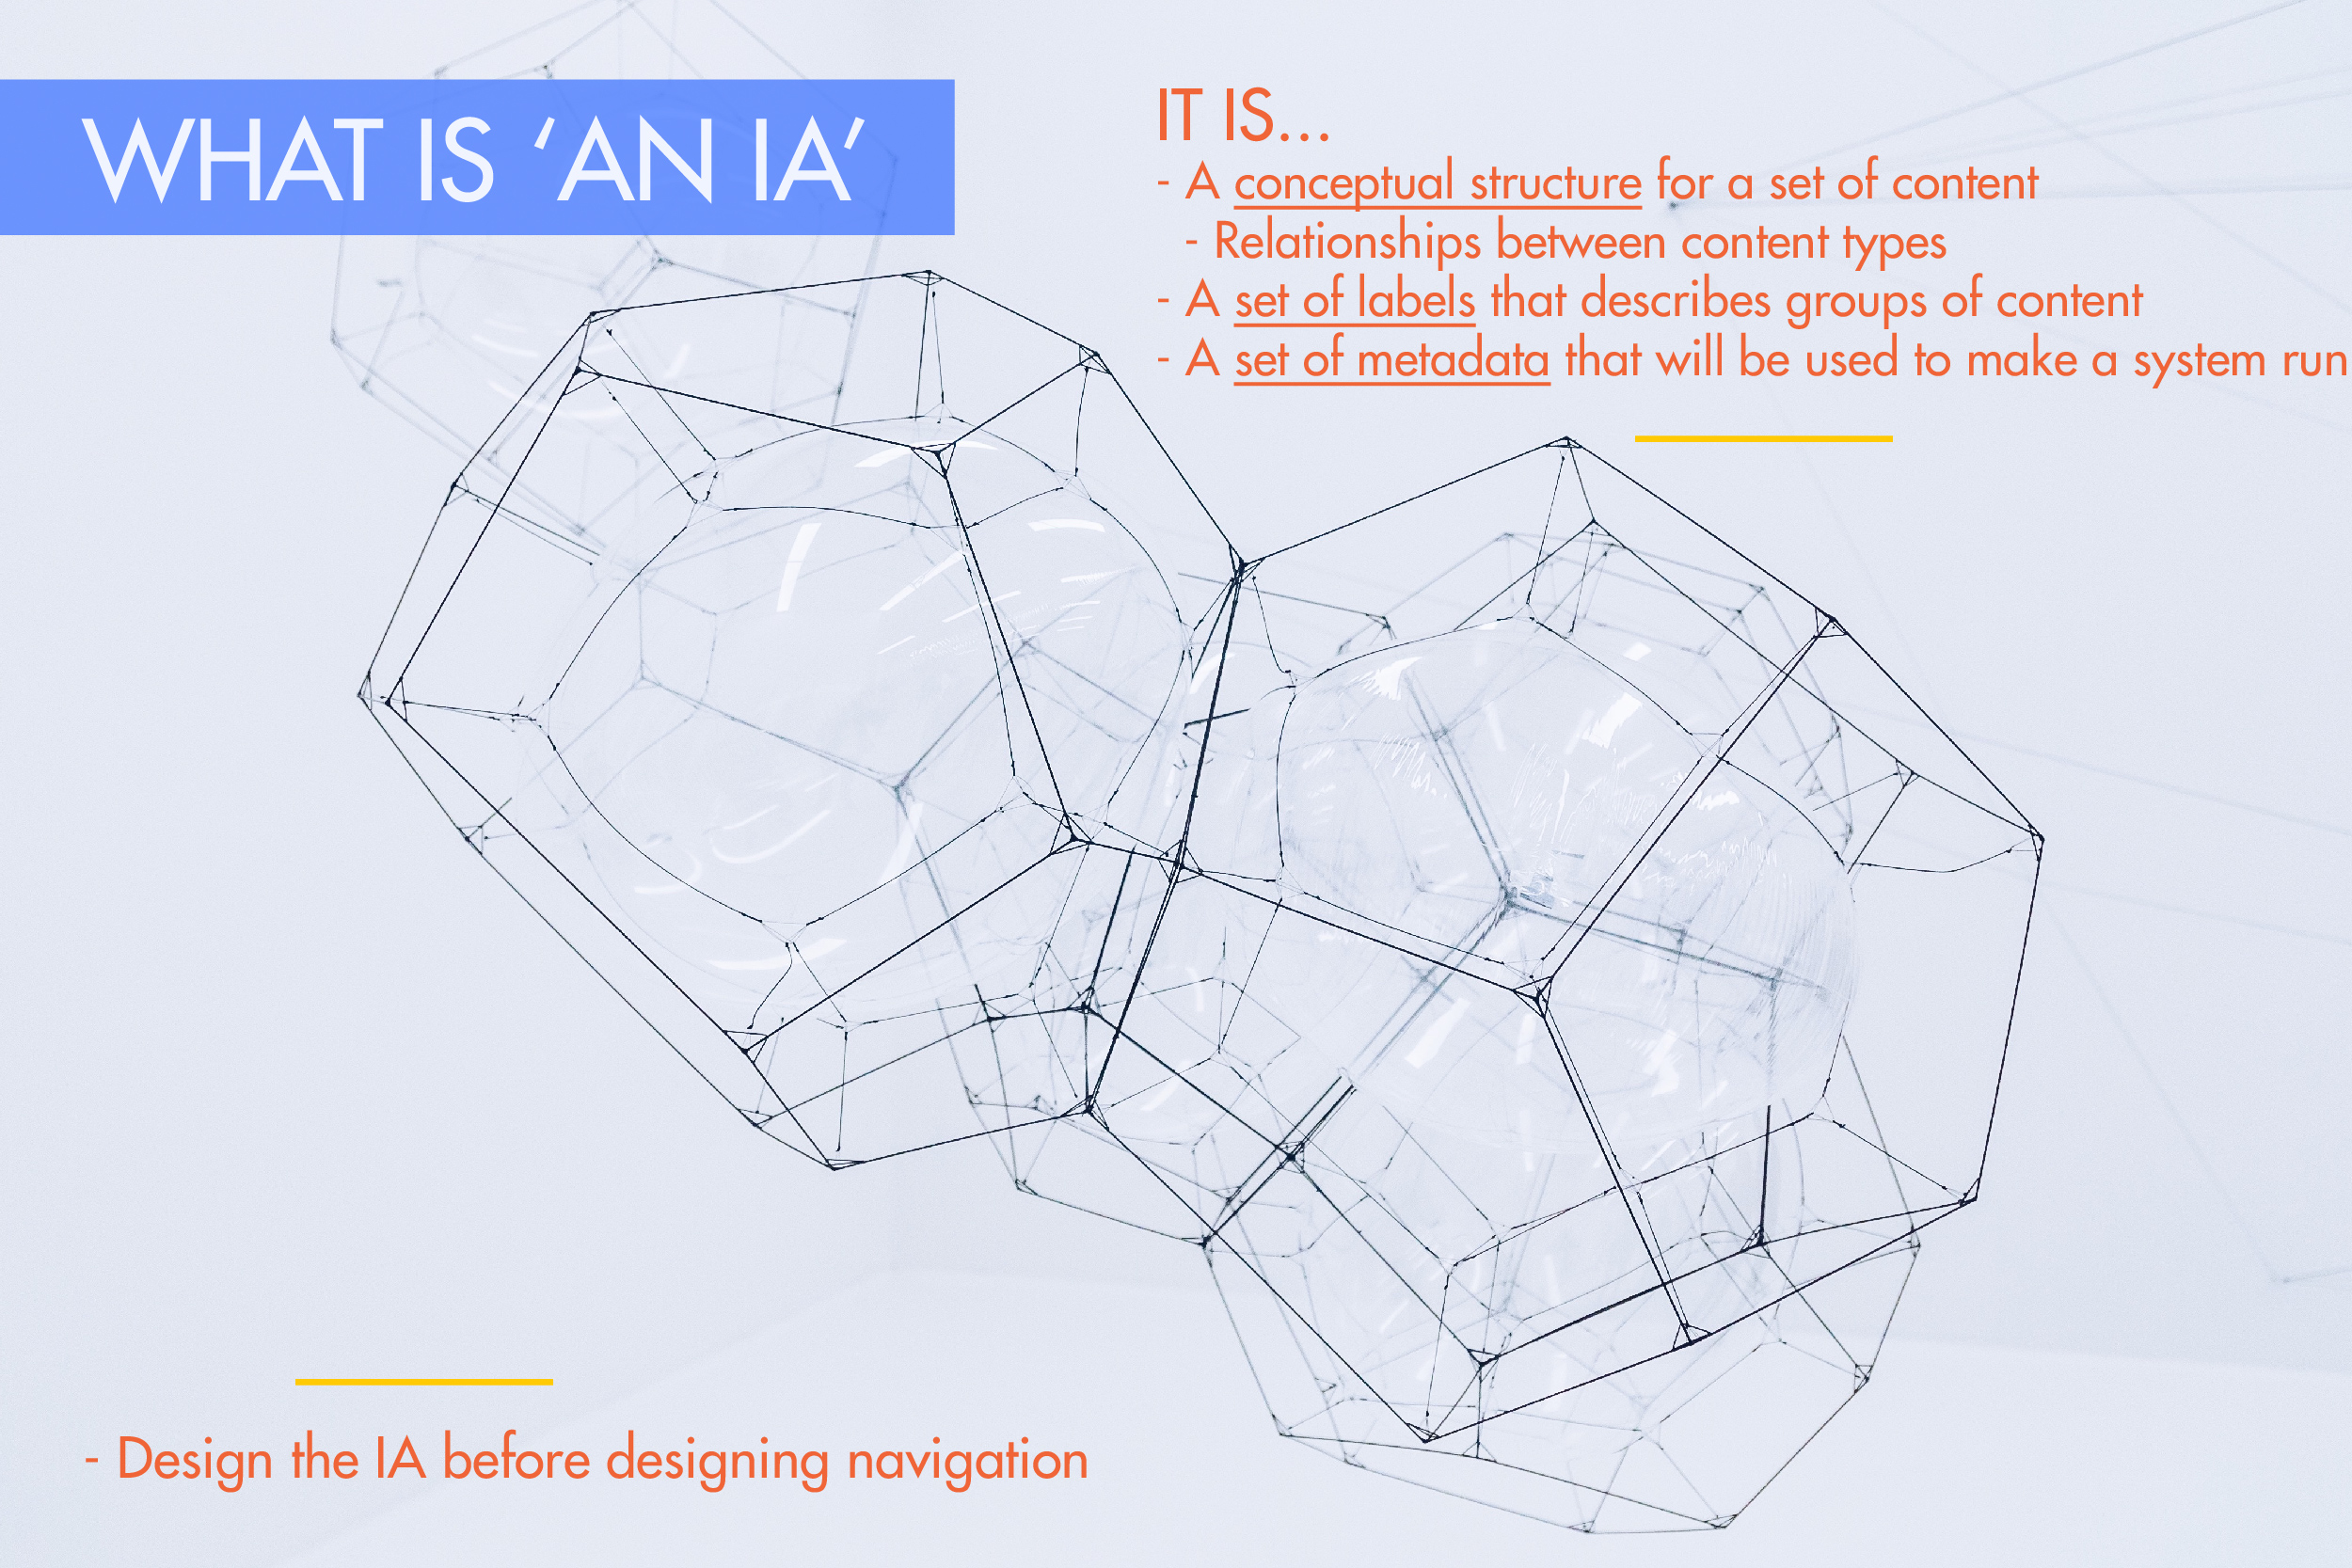 WHAT IS ‘AN IA’
IT IS...
- A conceptual structure for a set of content
- Relationships between content types
- A set of labels that describes groups of content
- A set of metadata that will be used to make a system run
- Design the IA before designing navigation